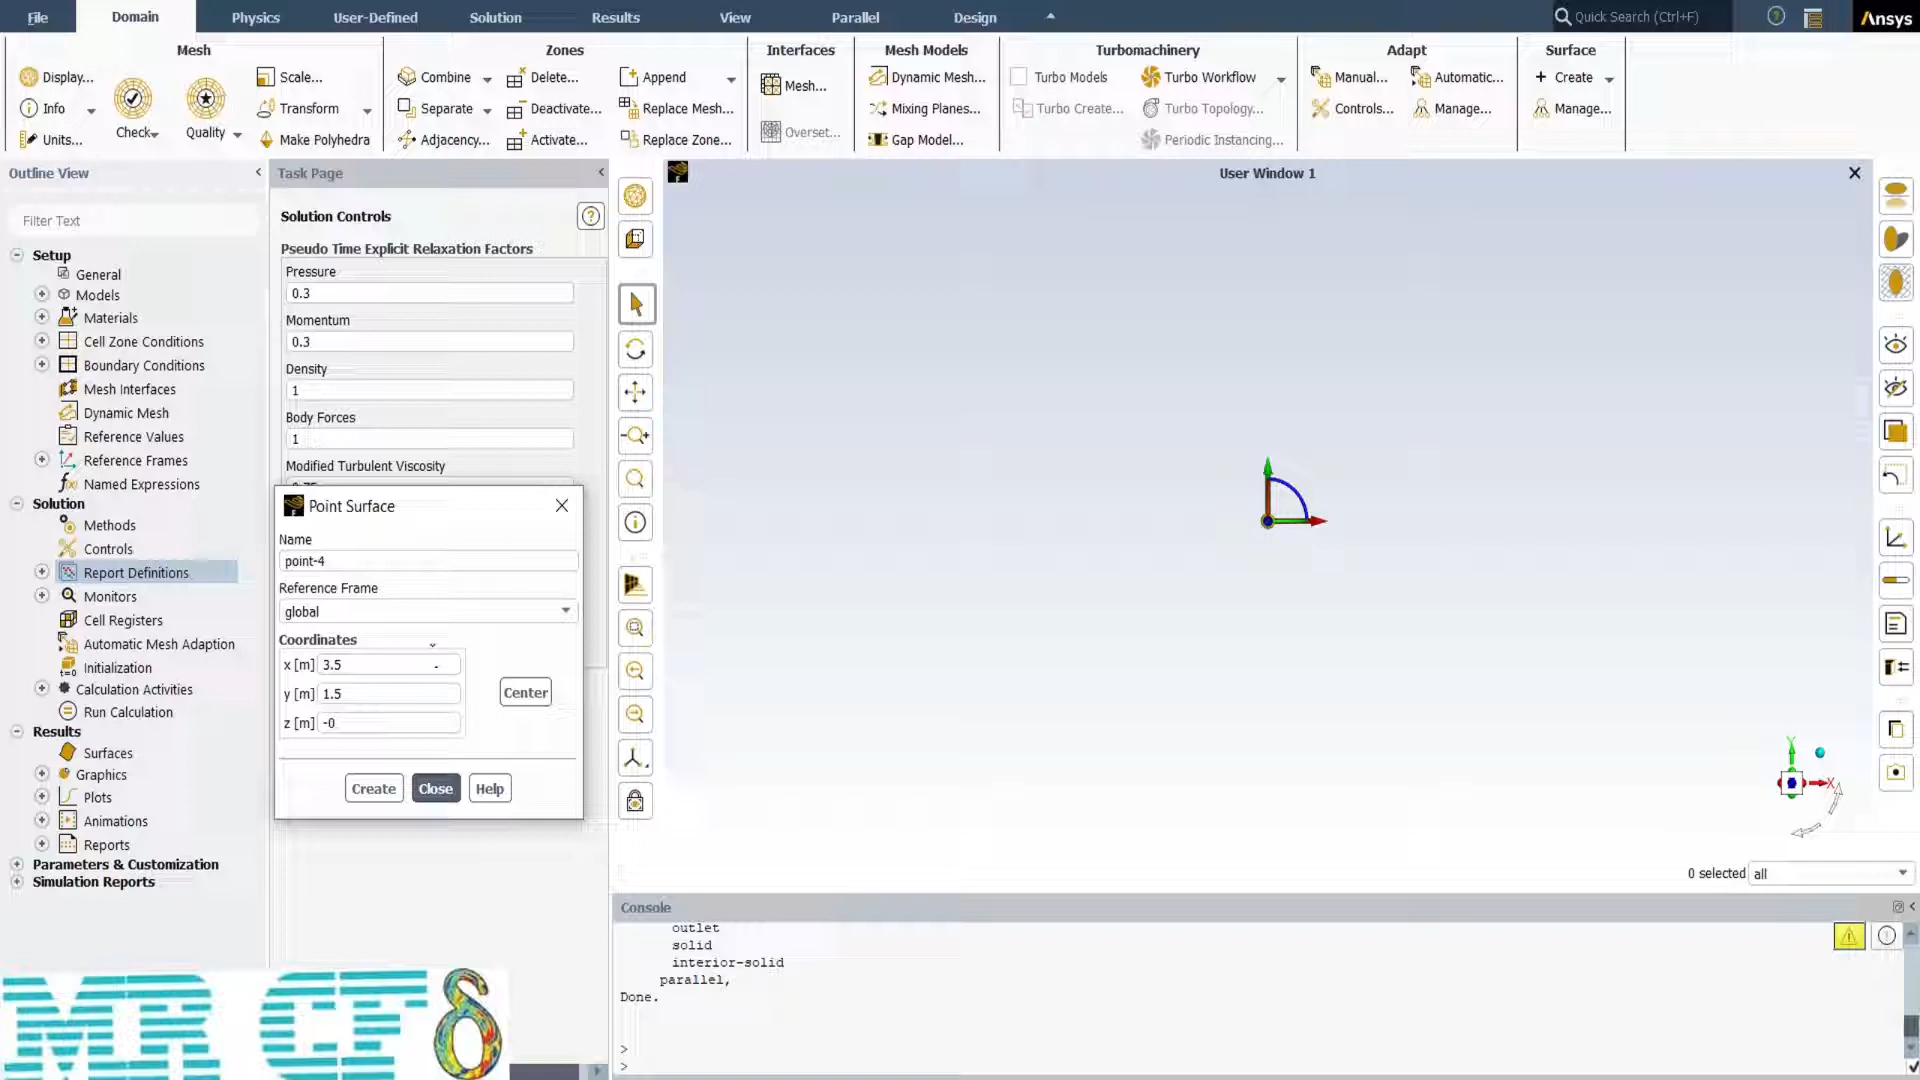 File
Domain
Physics
User-Defined
Solution
Results
View
Parallel
Design
Quick Search (Ctrl+F)
Ansys
Mesh
Display...
Info
Units...
Check
Quality
Scale...
Transform
Make Polyhedra
Zones
Combine
Separate
Adjacency...
Delete...
Deactivate...
Activate...
Append
Replace Mesh...
Replace Zone...
Interfaces
Mesh...
Overset...
Mesh Models
Dynamic Mesh...
Mixing Planes...
Gap Model...
Turbomachinery
Turbo Models
Turbo Create...
Turbo Workflow
Turbo Topology...
Periodic Instancing...
Adapt
Manual...
Controls...
Automatic...
Manage...
Surface
+ Create
Manage...
Outline View
Filter Text
Setup
General
Models
Materials
Cell Zone Conditions
Boundary Conditions
Mesh Interfaces
Dynamic Mesh
Reference Values
Reference Frames
Named Expressions
Solution
Methods
Controls
Report Definitions
Monitors
Cell Registers
Automatic Mesh Adaption
Initialization
Calculation Activities
Run Calculation
Results
Surfaces
Graphics
Plots
Animations
Reports
Parameters & Customization
Simulation Reports
Task Page
Solution Controls
Pseudo Time Explicit Relaxation Factors
Pressure
0.3
Momentum
0.3
Density
1
Body Forces
1
Modified Turbulent Viscosity
Point Surface
Name
point-4
Reference Frame
global
Coordinates
x [m] 3.5
y [m] 1.5
z [m] -0
Center
Create
Close
Help
User Window 1
Y
X
0 selected
all
Console
outlet
solid
interior-solid
parallel,
Done.
>
>
MR CF